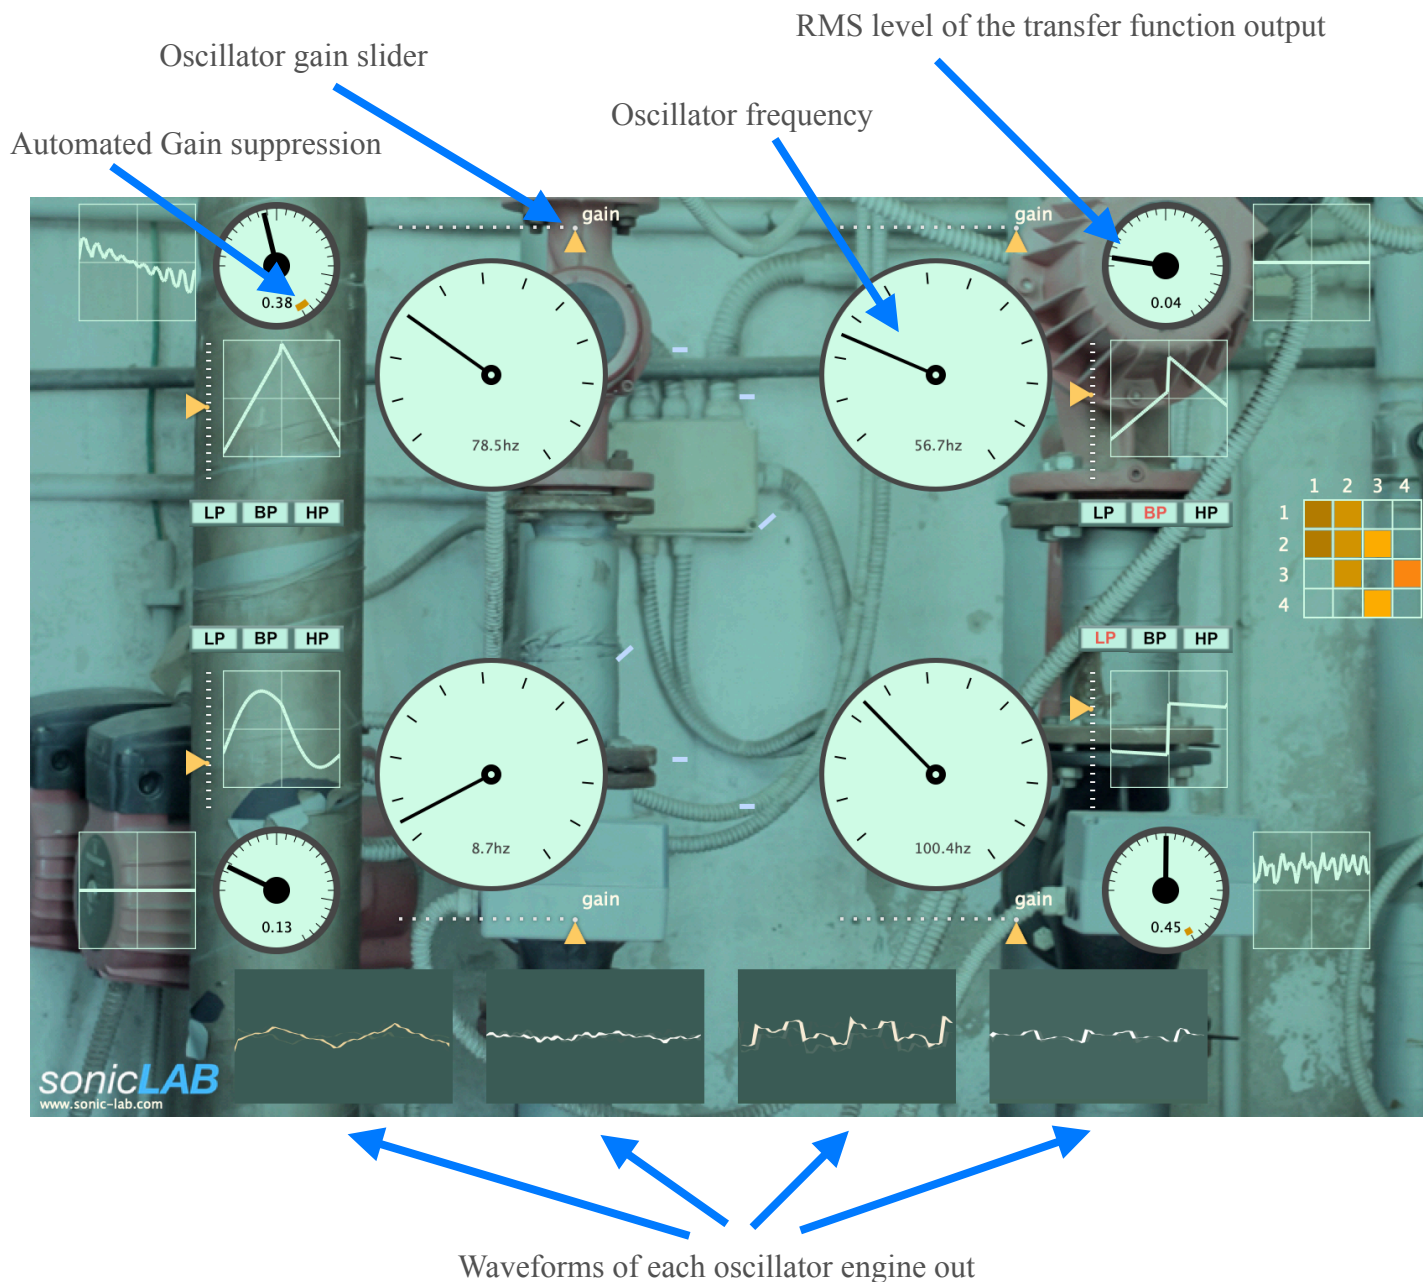 RMS level of the transfer function output
Oscillator gain slider
Oscillator frequency
Automated Gain suppression
gain
gain
0.38
0.04
78.5hz
56.7hz
1 2 3 4
LP BP HP
LP BP HP
1
2
3
4
LP BP HP
LP BP HP
8.7hz
100.4hz
gain
gain
0.13
0.45
sonicLAB
www.sonic-lab.com
Waveforms of each oscillator engine out